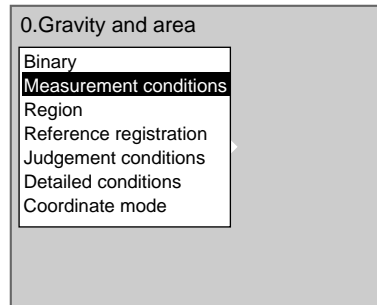 0.Gravity and area
Binary
Measurement conditions
Region
Reference registration
Judgement conditions
Detailed conditions
Coordinate mode